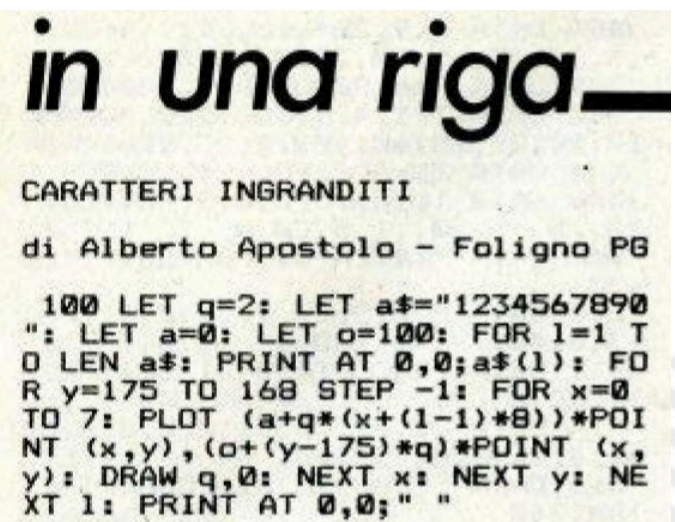 in una riga
CARATTERI INGRANDITI
di Alberto Apostolo - Foligno PG
100 LET q=2: LET a$="1234567890
": LET a=0: LET o=100: FOR l=1 T
O LEN a$: PRINT AT 0,0;a$(l): FO
R y=175 TO 168 STEP -1: FOR x=0
TO 7: PLOT (a+q*(x+(l-1)*8))*POI
NT (x,y),(o+(y-175)*q)*POINT (x,
y): DRAW q,0: NEXT x: NEXT y: NE
XT l: PRINT AT 0,0;" "